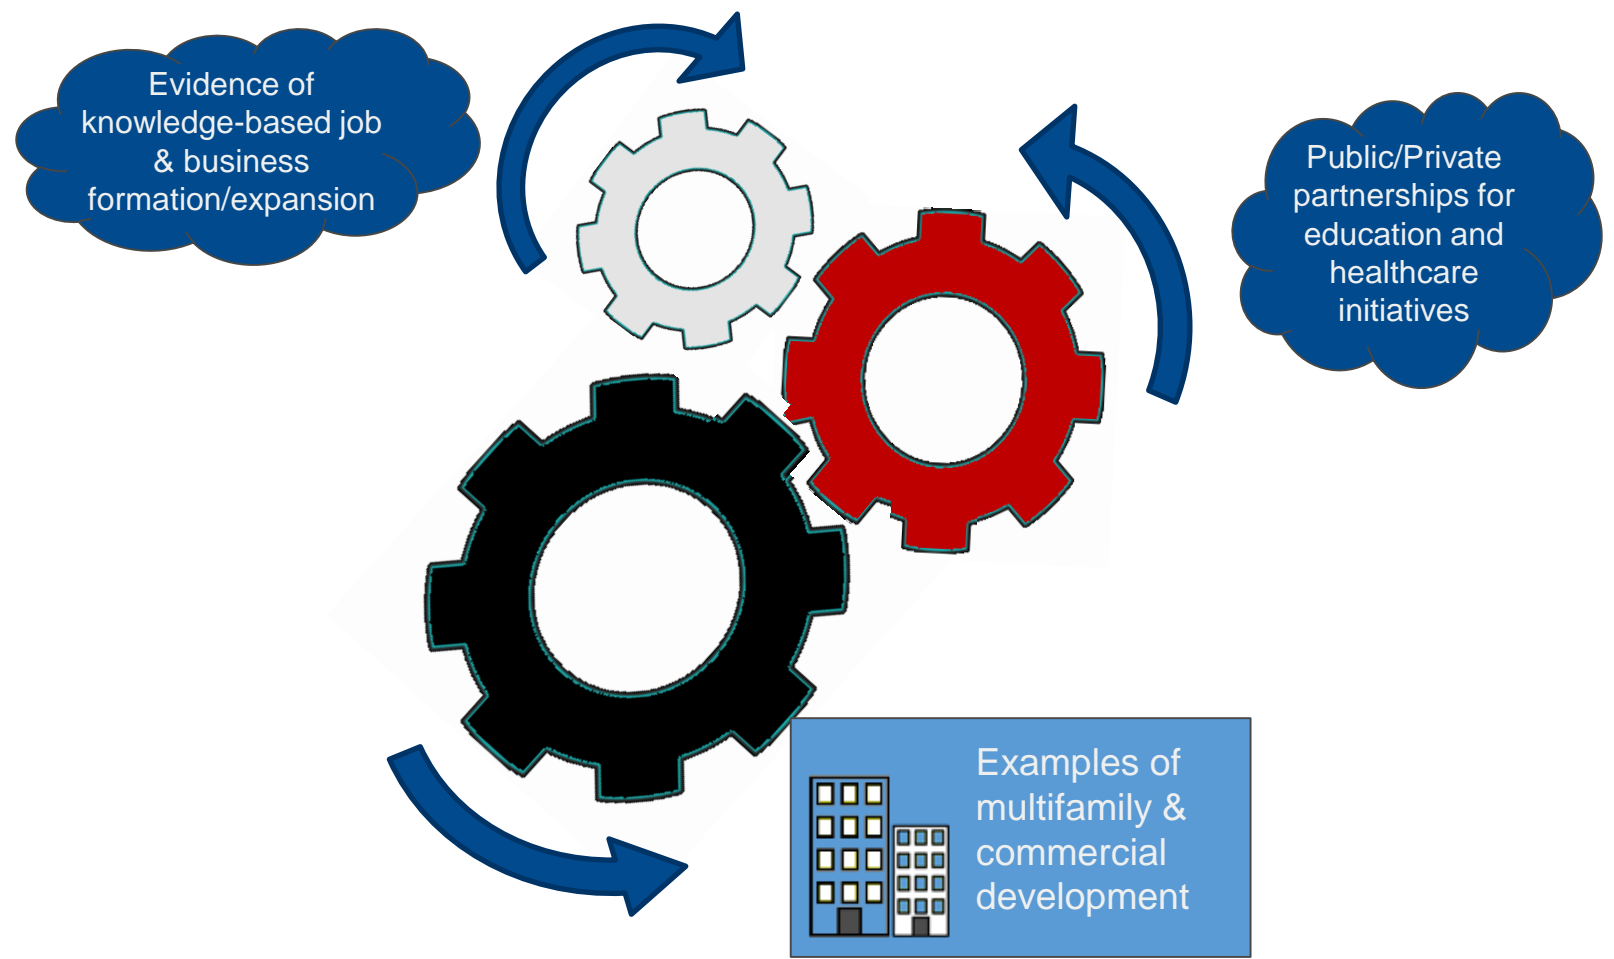 Evidence of
knowledge-based job
& business
formation/expansion
Public/Private
partnerships for
education and
healthcare
initiatives
Examples of
multifamily &
commercial
development